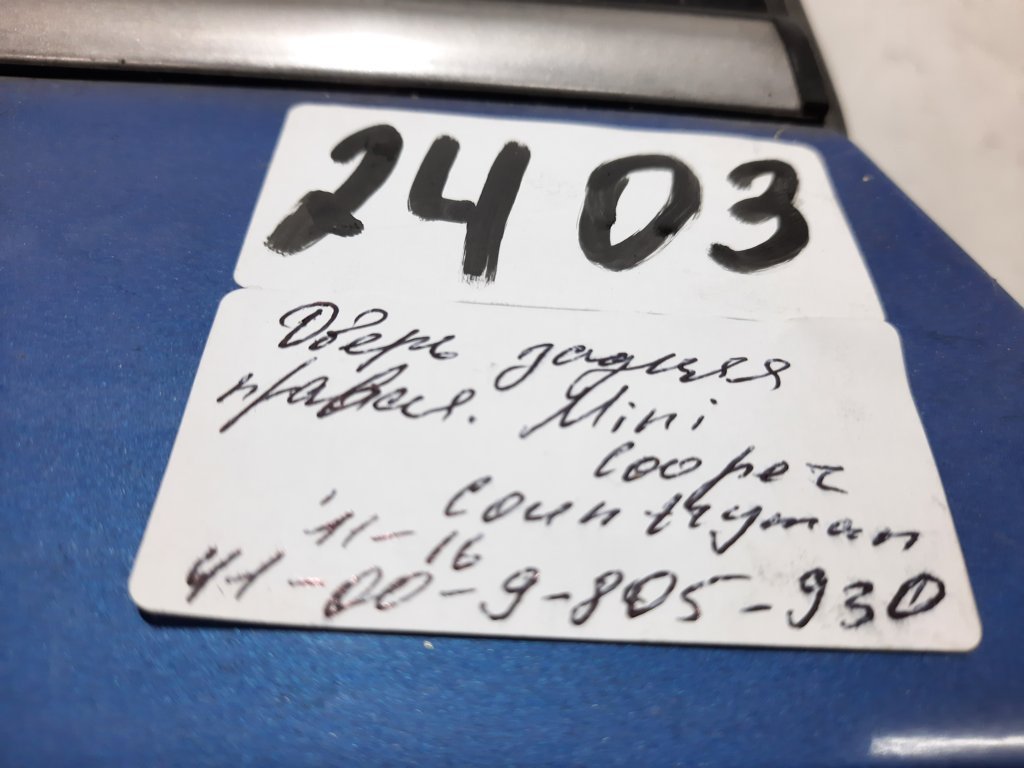 2403
Дверь задняя
правая. Mini
Cooper
'11-16 Countryman
41-00-9-805-930